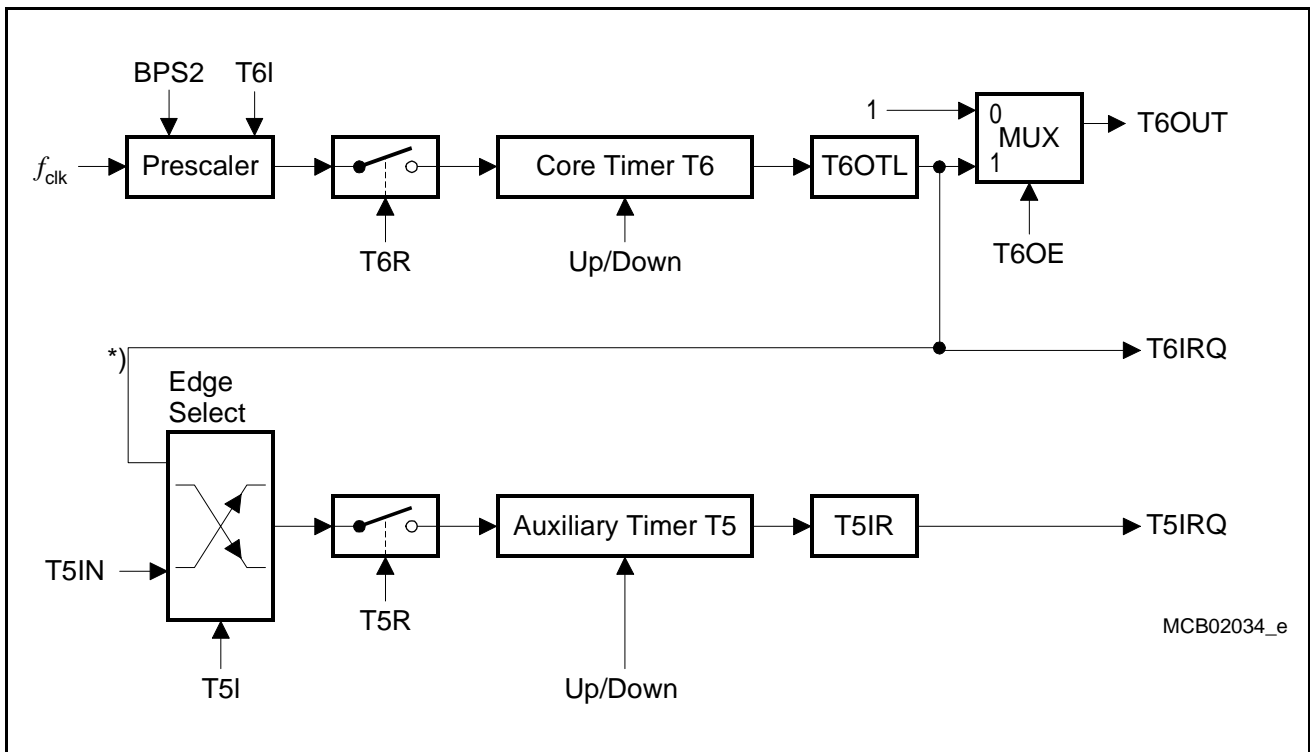 BPS2 T6I
f clk
Prescaler
T6R
Core Timer T6
Up/Down
T6OTL
1
0
MUX
1
T6OUT
T6OE
*)
T6IRQ
Edge
Select
T5IN
T5I
T5R
Auxiliary Timer T5
Up/Down
T5IR
T5IRQ
MCB02034_e